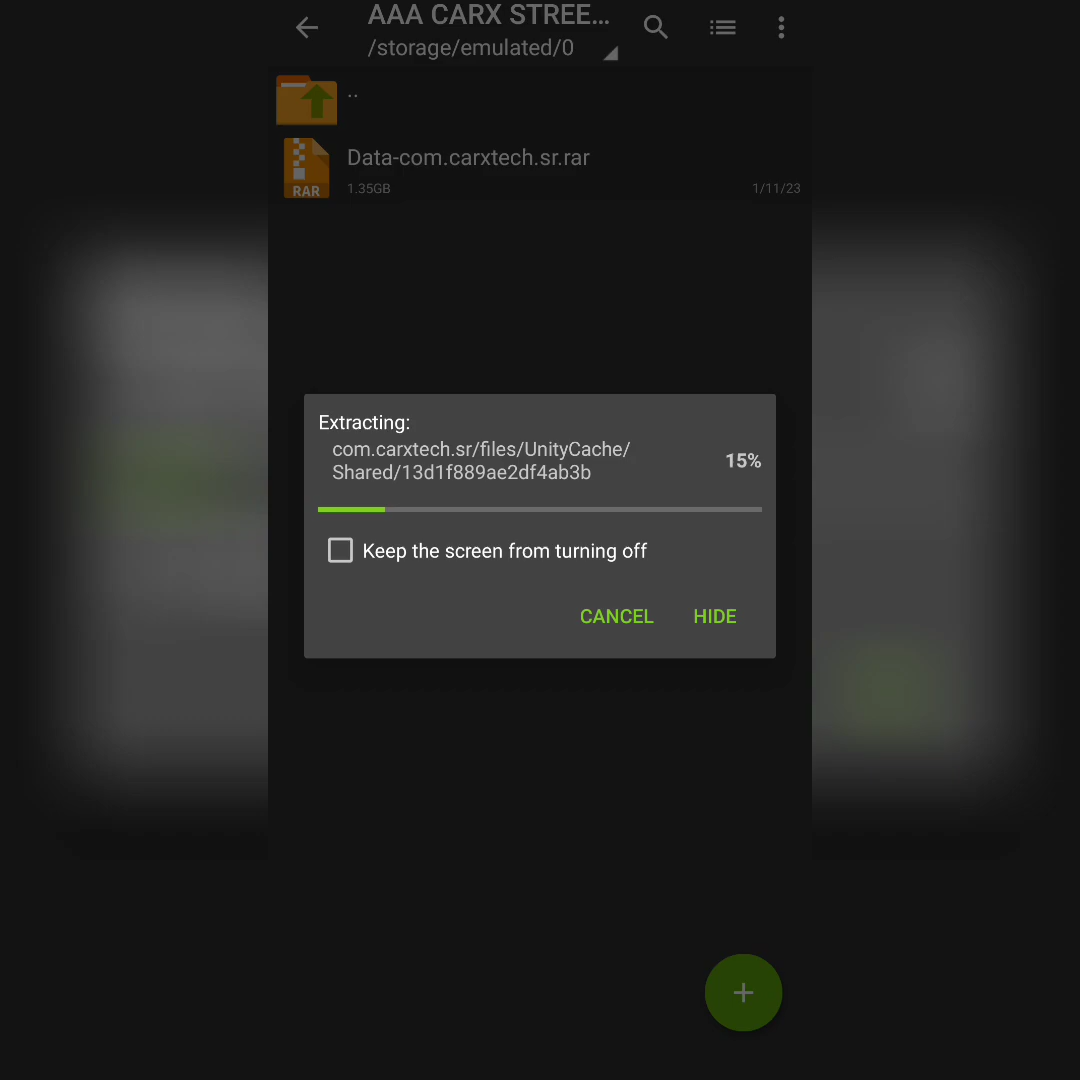 AAA CARX STREE...
/storage/emulated/0
..
Data-com.carxtech.sr.rar
RAR
1.35GB
1/11/23
Extracting:
com.carxtech.sr/files/UnityCache/
Shared/13d1f889ae2df4ab3b
15%
Keep the screen from turning off
CANCEL
HIDE